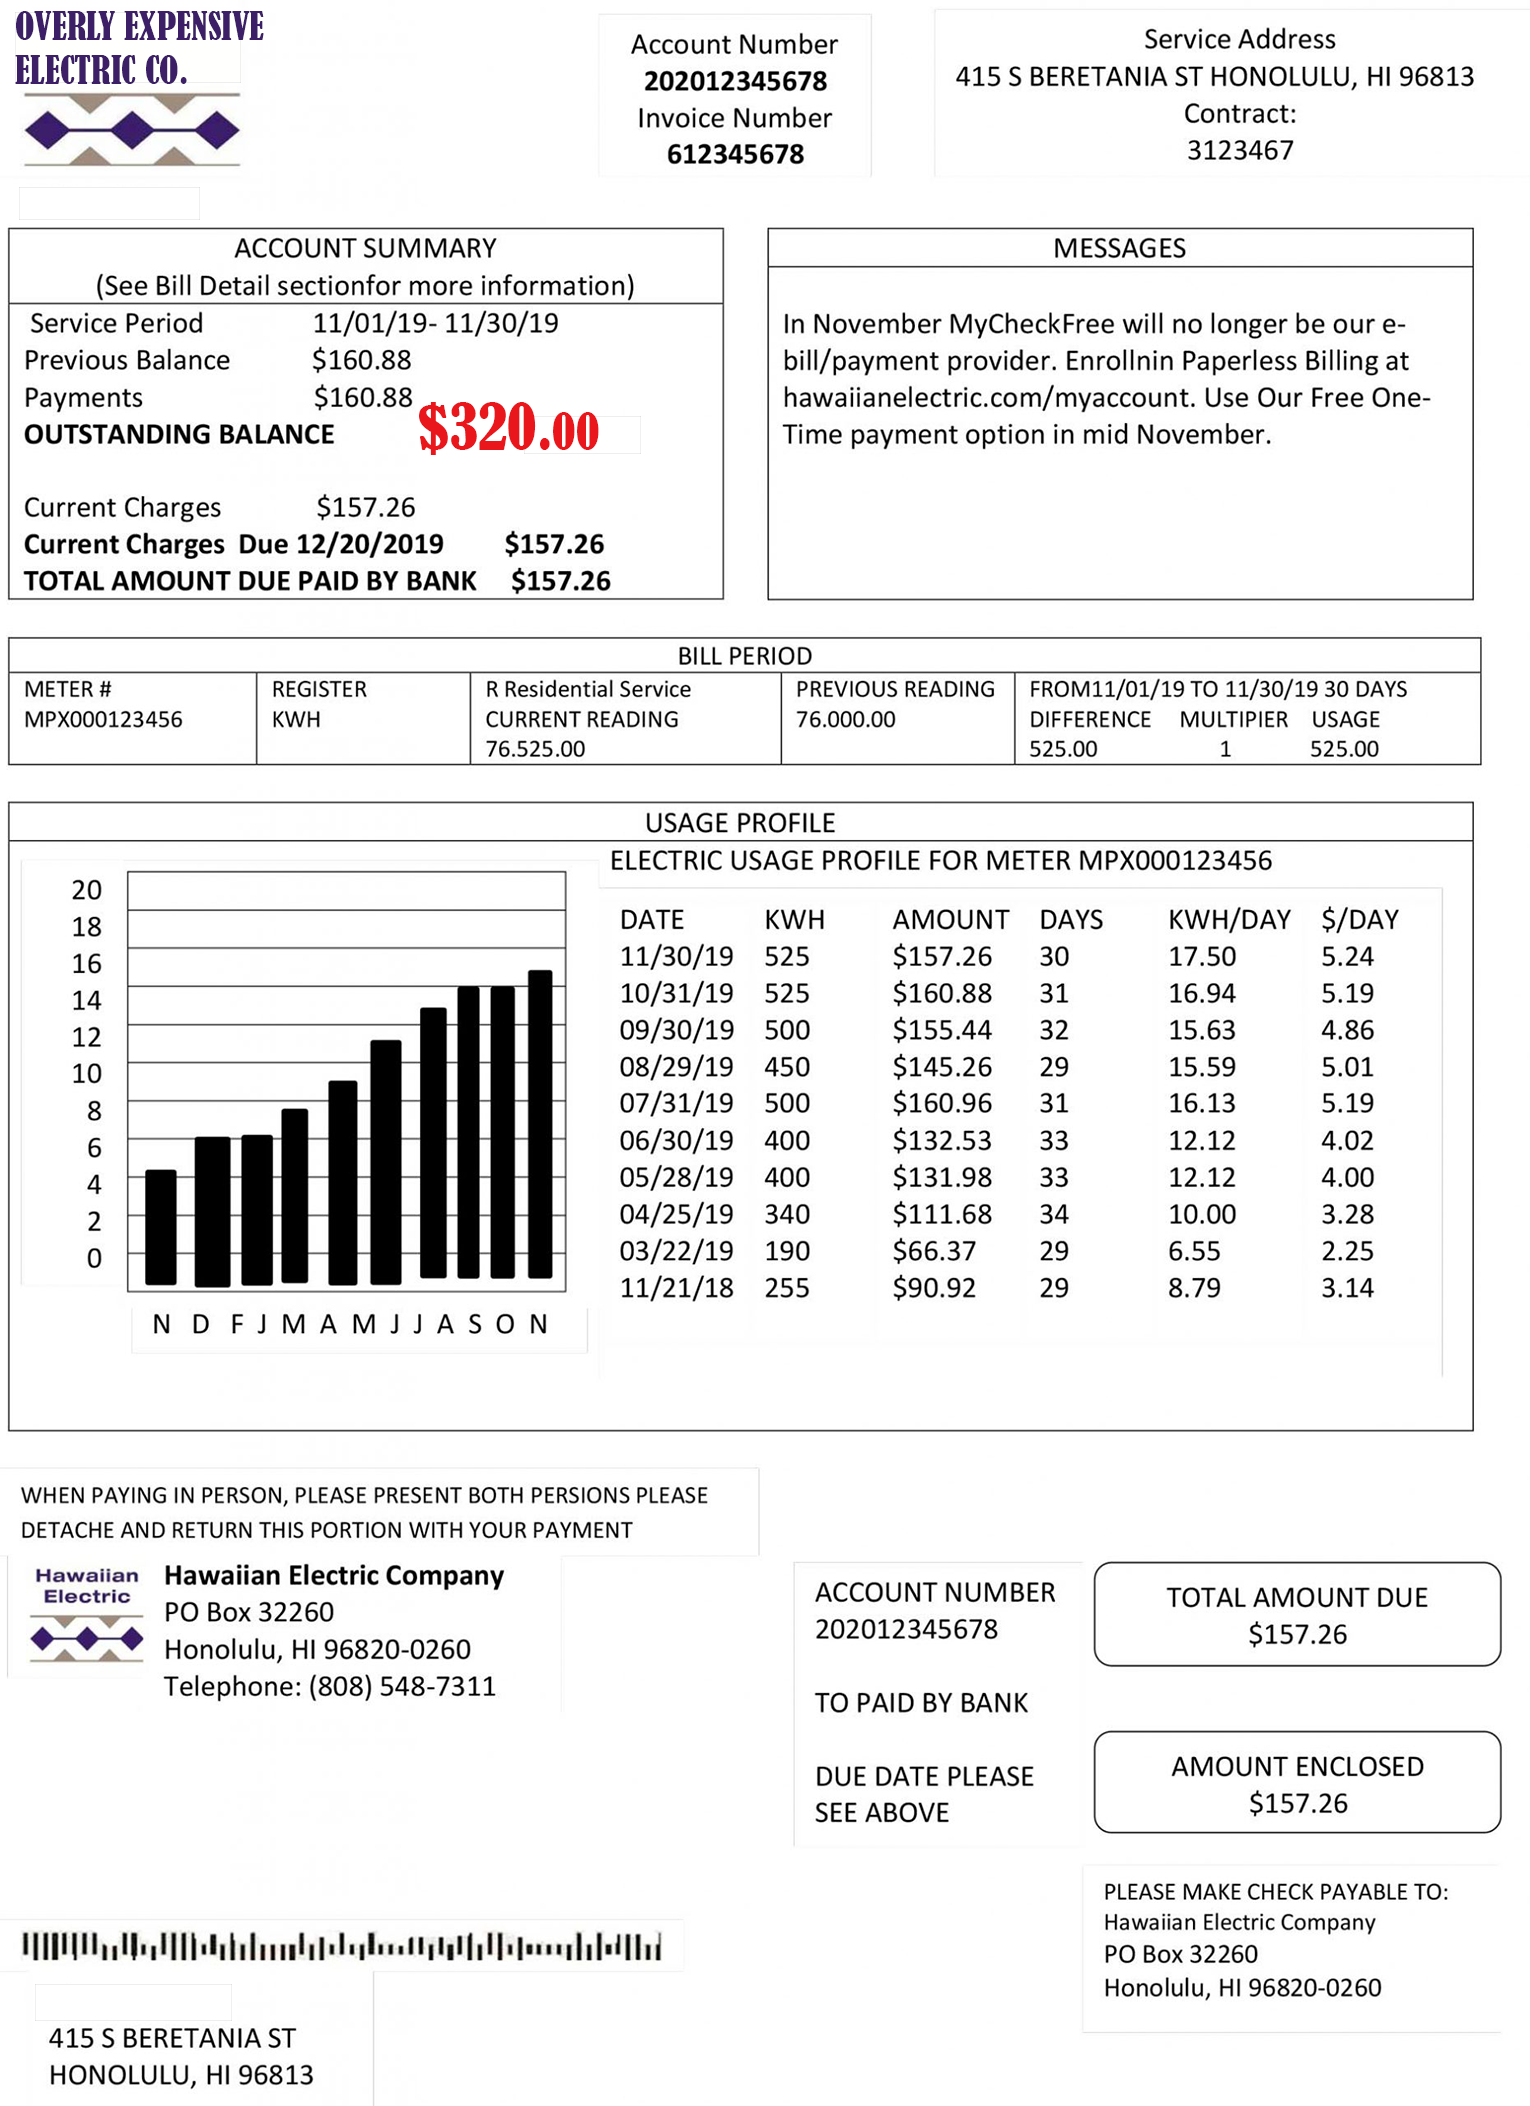 OVERLY EXPENSIVE
ELECTRIC CO.
Account Number
202012345678
Invoice Number
612345678
Service Address
415 S BERETANIA ST HONOLULU, HI 96813
Contract:
3123467
ACCOUNT SUMMARY
(See Bill Detail sectionfor more information)
Service Period 11/01/19- 11/30/19
Previous Balance $160.88
Payments $160.88
OUTSTANDING BALANCE $320.00
Current Charges $157.26
Current Charges Due 12/20/2019 $157.26
TOTAL AMOUNT DUE PAID BY BANK $157.26
MESSAGES
In November MyCheckFree will no longer be our e-
bill/payment provider. Enrollnin Paperless Billing at
hawaiianelectric.com/myaccount. Use Our Free One-
Time payment option in mid November.
BILL PERIOD
METER # REGISTER R Residential Service PREVIOUS READING FROM11/01/19 TO 11/30/19 30 DAYS
MPX000123456 KWH CURRENT READING 76.000.00 DIFFERENCE MULTIPIER USAGE
76.525.00 525.00 1 525.00
USAGE PROFILE
20
18
16
14
12
10
8
6
4
2
0
N D F J M A M J J A S O N
ELECTRIC USAGE PROFILE FOR METER MPX000123456
DATE KWH AMOUNT DAYS KWH/DAY $/DAY
11/30/19 525 $157.26 30 17.50 5.24
10/31/19 525 $160.88 31 16.94 5.19
09/30/19 500 $155.44 32 15.63 4.86
08/29/19 450 $145.26 29 15.59 5.01
07/31/19 500 $160.96 31 16.13 5.19
06/30/19 400 $132.53 33 12.12 4.02
05/28/19 400 $131.98 33 12.12 4.00
04/25/19 340 $111.68 34 10.00 3.28
03/22/19 190 $66.37 29 6.55 2.25
11/21/18 255 $90.92 29 8.79 3.14
WHEN PAYING IN PERSON, PLEASE PRESENT BOTH PERSIONS PLEASE
DETACHE AND RETURN THIS PORTION WITH YOUR PAYMENT
Hawaiian
Electric
Hawaiian Electric Company
PO Box 32260
Honolulu, HI 96820-0260
Telephone: (808) 548-7311
ACCOUNT NUMBER
202012345678
TO PAID BY BANK
DUE DATE PLEASE
SEE ABOVE
TOTAL AMOUNT DUE
$157.26
AMOUNT ENCLOSED
$157.26
PLEASE MAKE CHECK PAYABLE TO:
Hawaiian Electric Company
PO Box 32260
Honolulu, HI 96820-0260
415 S BERETANIA ST
HONOLULU, HI 96813